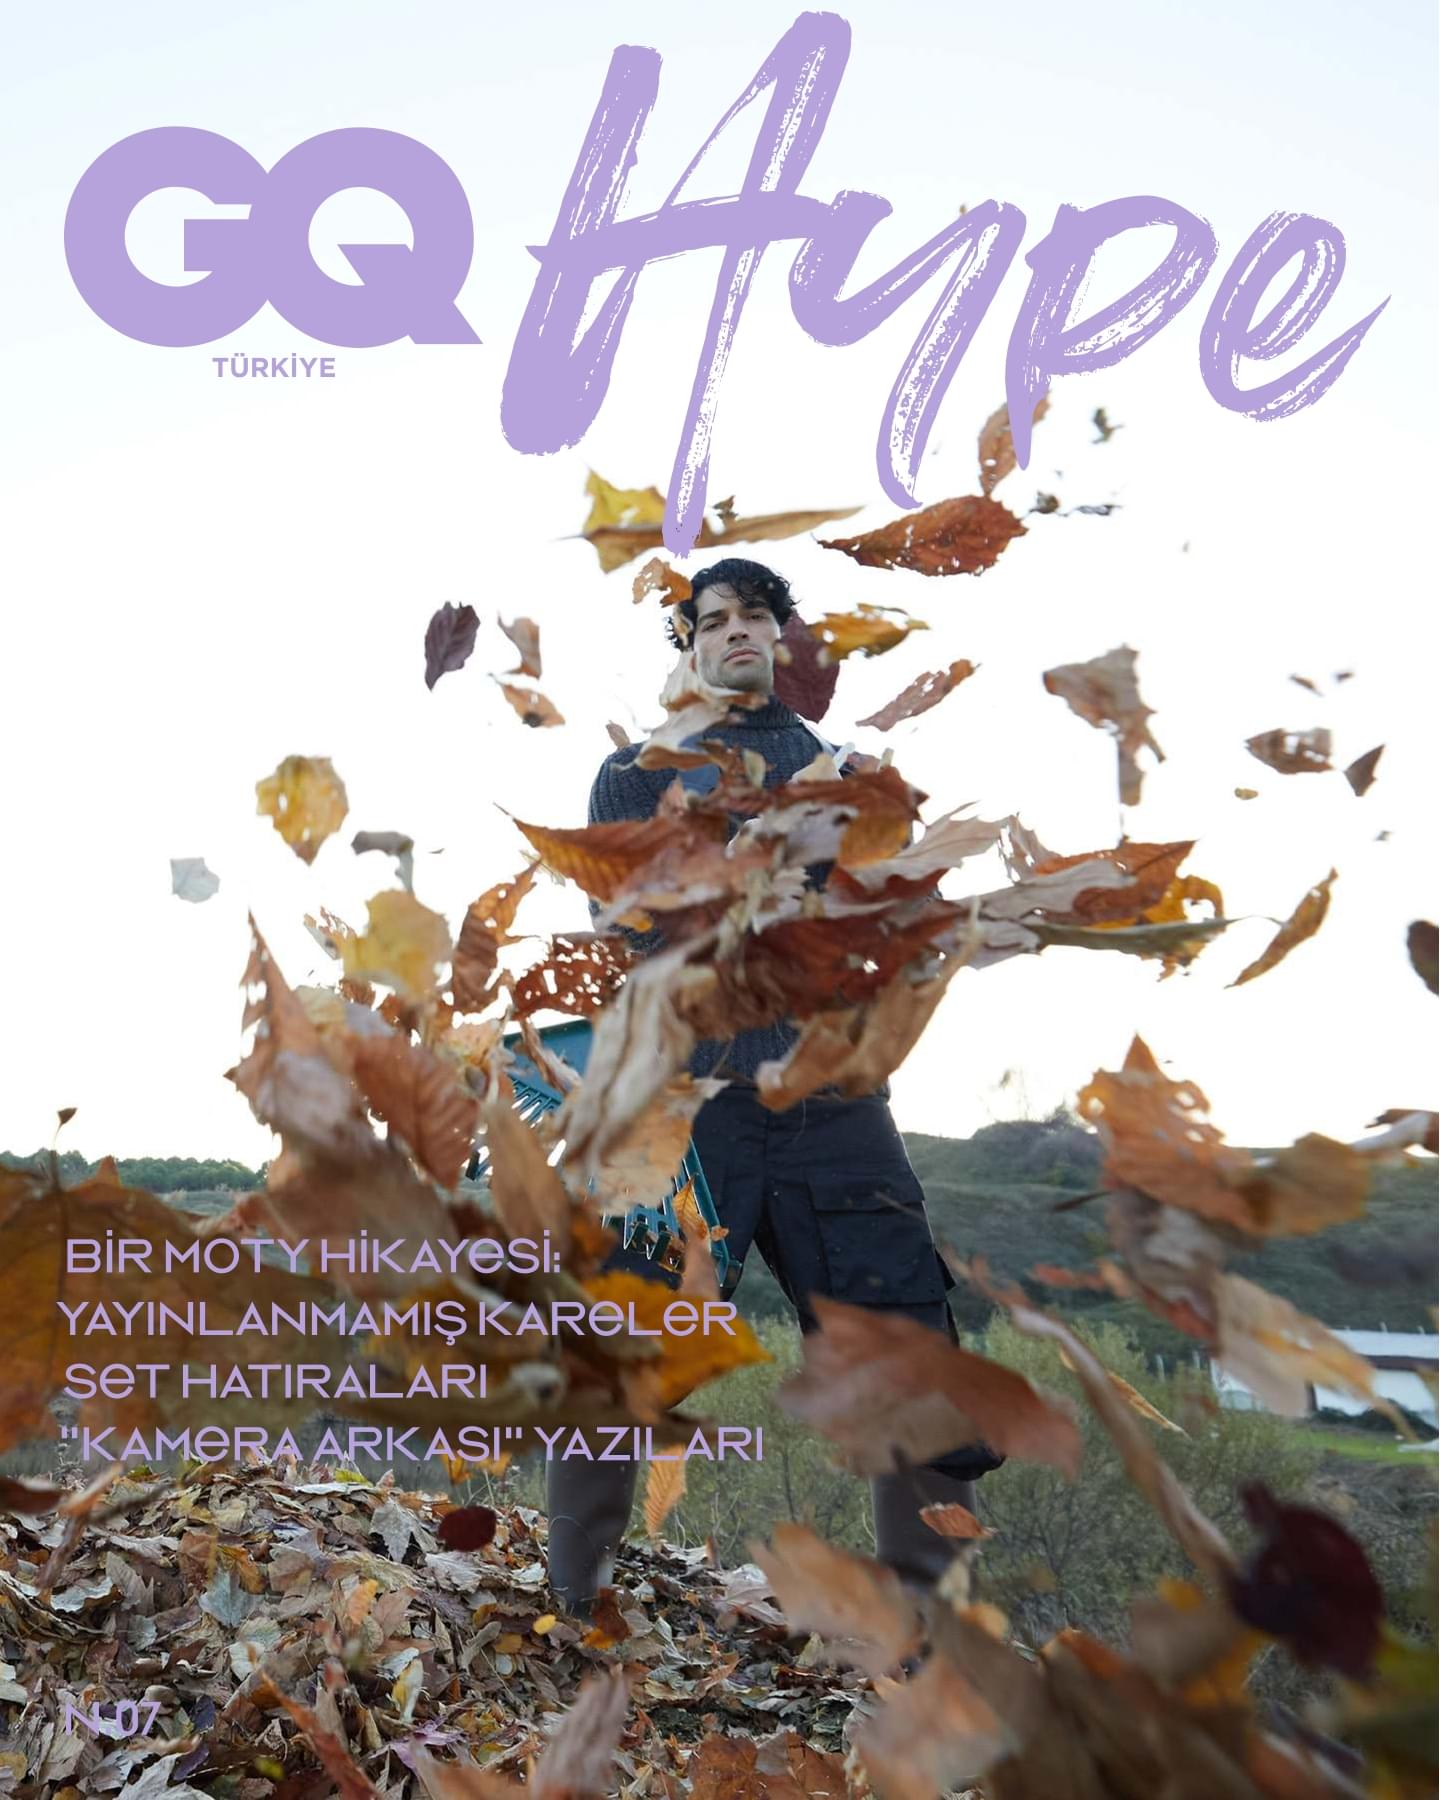 GQ Hype
TÜRKİYE
BİR MOTY HİKAYESİ:
YAYINLANMAMIŞ KARELER
SET HATIRALARI
"KAMERA ARKASI" YAZILARI
N.07